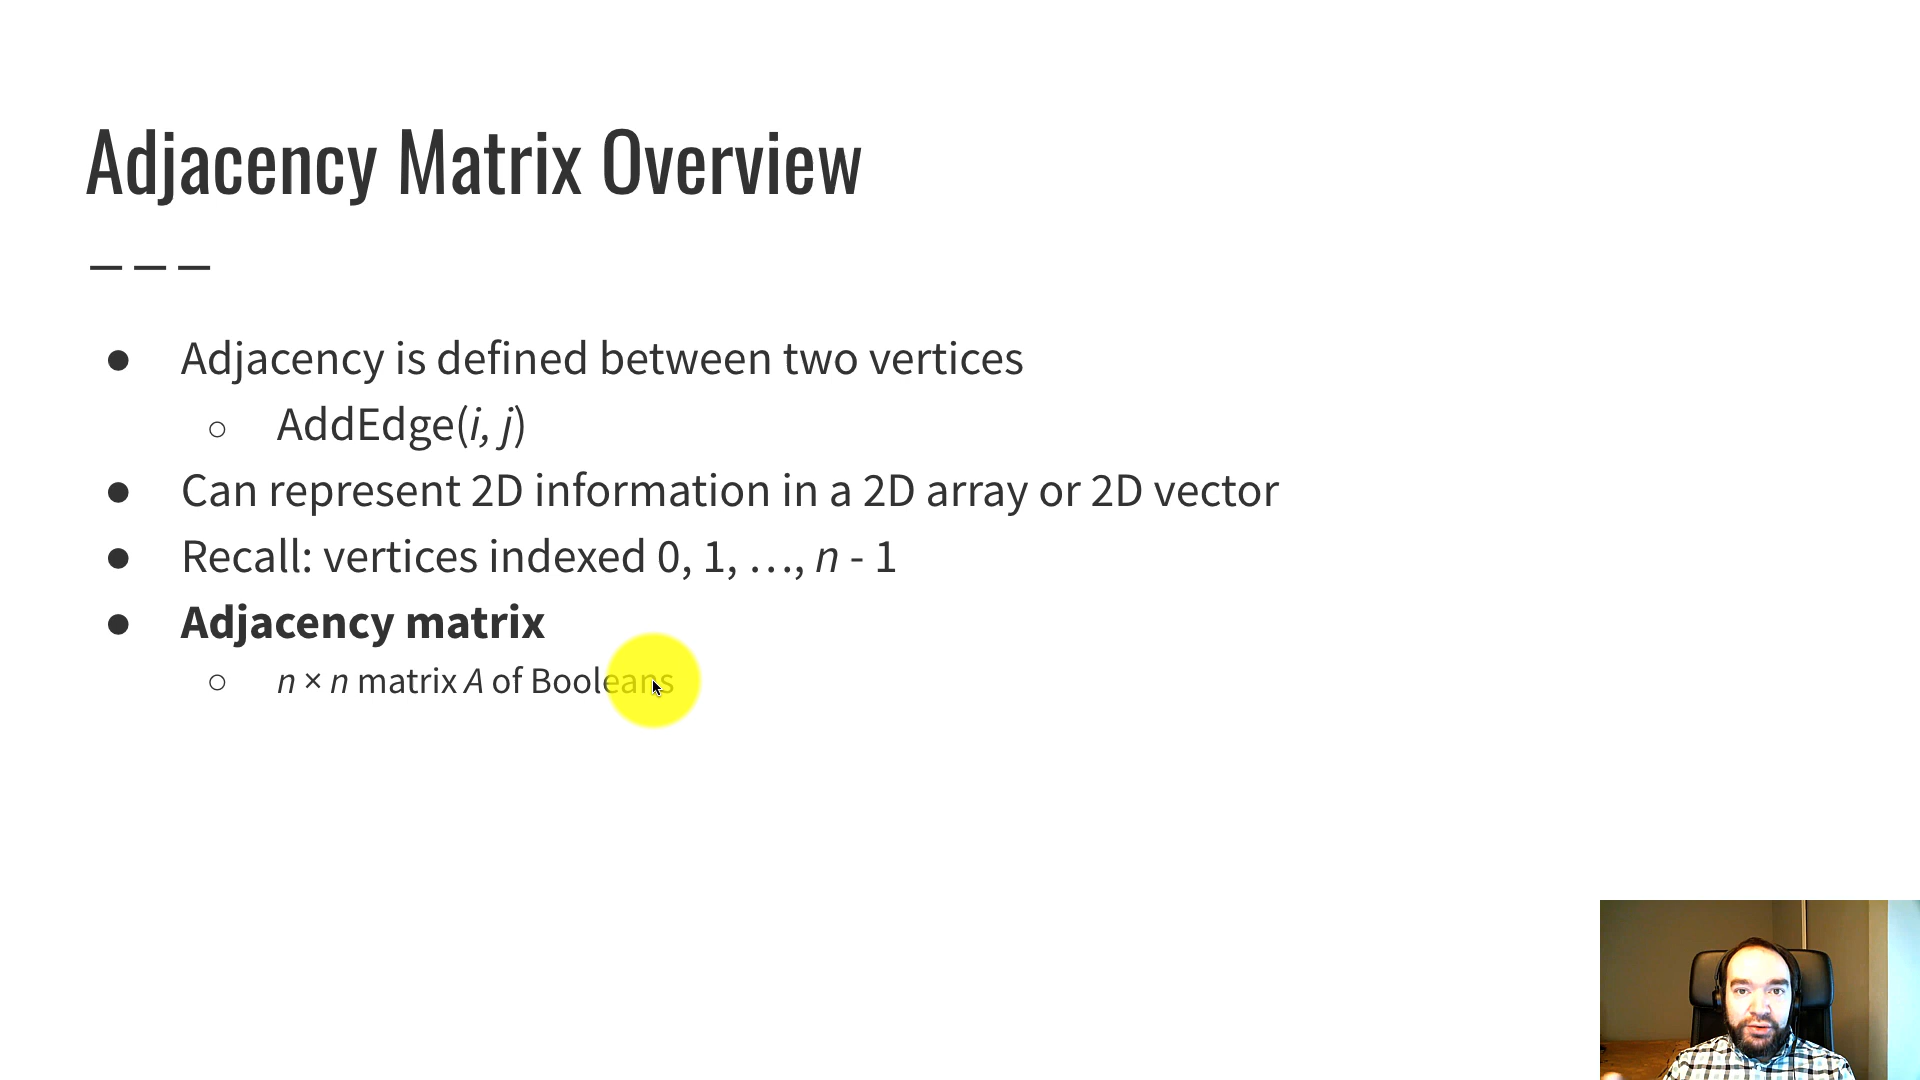 Adjacency Matrix Overview
● Adjacency is defined between two vertices
○ AddEdge(i, j)
● Can represent 2D information in a 2D array or 2D vector
● Recall: vertices indexed 0, 1, …, n - 1
● Adjacency matrix
○ n × n matrix A of Booleans